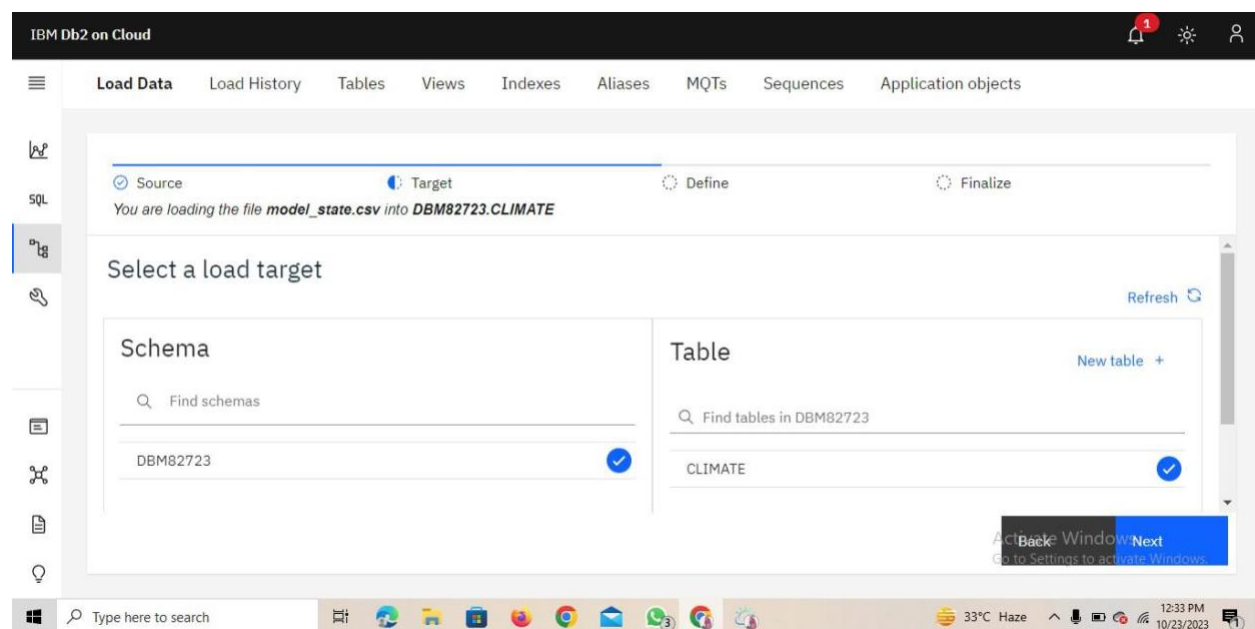 IBM Db2 on Cloud
1
Load Data Load History Tables Views Indexes Aliases MQTs Sequences Application objects
Source Target Define Finalize
You are loading the file model_state.csv into DBM82723.CLIMATE
SQL
Select a load target
Refresh
Schema
Table
New table +
Find schemas
Find tables in DBM82723
DBM82723
CLIMATE
Back Next
Activate Windows
Go to Settings to activate Windows.
Type here to search
3
33°C Haze
12:33 PM
10/23/2023
1